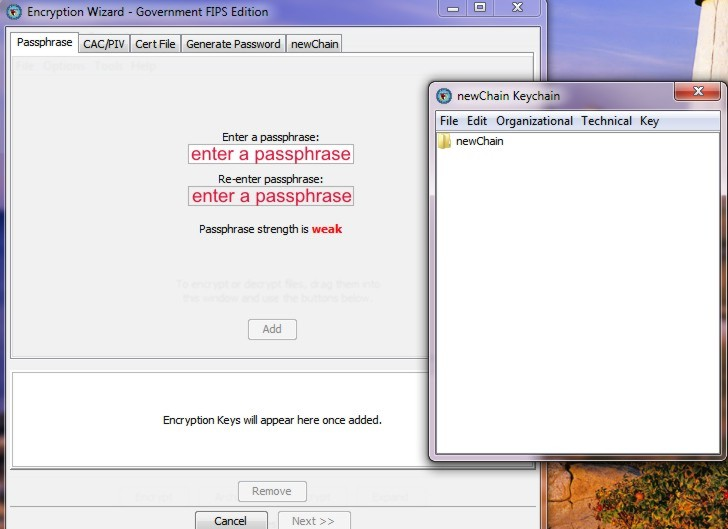 Encryption Wizard - Government FIPS Edition
Passphrase CAC/PIV Cert File Generate Password newChain
File Options Tools Help
Enter a passphrase:
enter a passphrase
Re-enter passphrase:
enter a passphrase
Passphrase strength is weak
To encrypt or decrypt files, drag them into
this window and use the buttons below.
Add
Encryption Keys will appear here once added.
Remove
Cancel Next >>
newChain Keychain
File Edit Organizational Technical Key
newChain